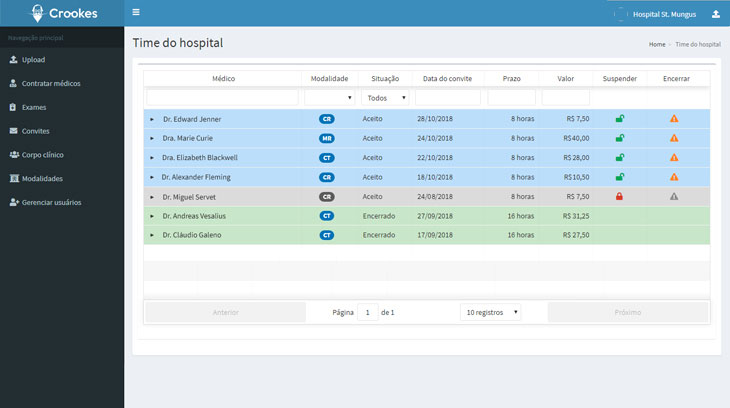 Crookes
Hospital St. Mungus
Navegação principal
Upload
Contratar médicos
Exames
Convites
Corpo clínico
Modalidades
Gerenciar usuários
Time do hospital
Home > Time do hospital
Médico Modalidade Situação Data do convite Prazo Valor Suspender Encerrar
Todos
Dr. Edward Jenner CR Aceito 28/10/2018 8 horas R$ 7,50
Dra. Marie Curie MR Aceito 24/10/2018 8 horas R$40,00
Dra. Elizabeth Blackwell CT Aceito 22/10/2018 8 horas R$ 28,00
Dr. Alexander Fleming CR Aceito 18/10/2018 8 horas R$10,50
Dr. Miguel Servet CR Aceito 24/08/2018 8 horas R$ 7,50
Dr. Andreas Vesalius CT Encerrado 27/09/2018 16 horas R$ 31,25
Dr. Cláudio Galeno CT Encerrado 17/09/2018 16 horas R$ 27,50
Anterior Página 1 de 1 10 registros Próximo